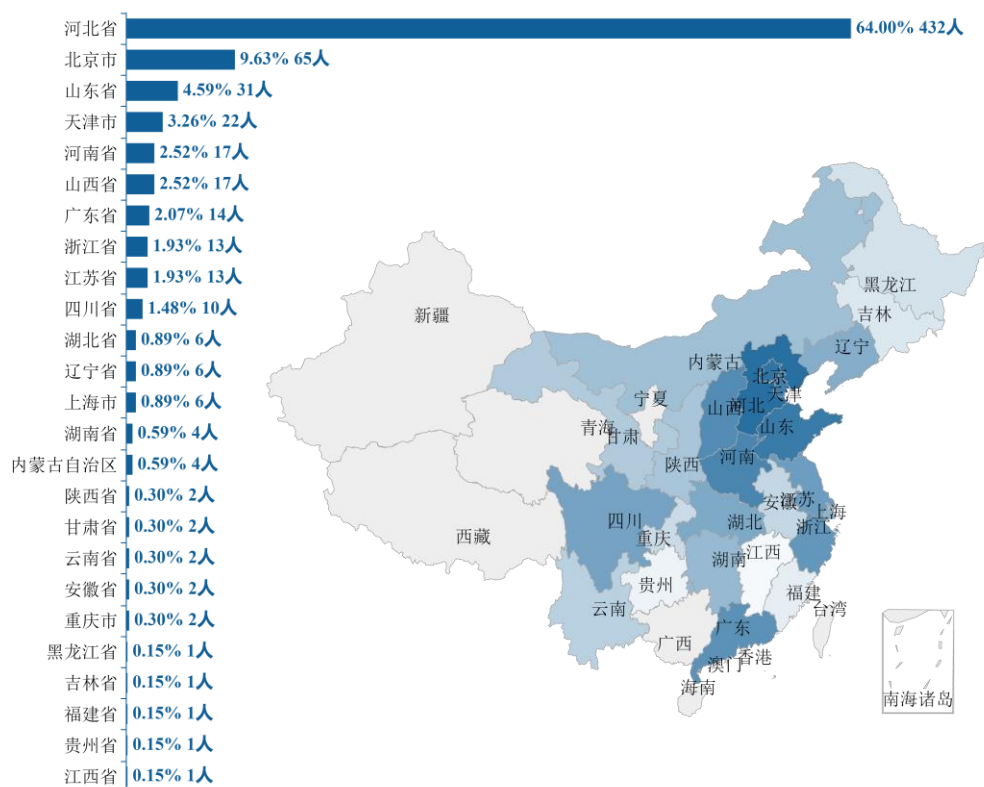 河北省 64.00% 432人
北京市 9.63% 65人
山东省 4.59% 31人
天津市 3.26% 22人
河南省 2.52% 17人
山西省 2.52% 17人
广东省 2.07% 14人
浙江省 1.93% 13人
江苏省 1.93% 13人
四川省 1.48% 10人
湖北省 0.89% 6人
辽宁省 0.89% 6人
上海市 0.89% 6人
湖南省 0.59% 4人
内蒙古自治区 0.59% 4人
陕西省 0.30% 2人
甘肃省 0.30% 2人
云南省 0.30% 2人
安徽省 0.30% 2人
重庆市 0.30% 2人
黑龙江省 0.15% 1人
吉林省 0.15% 1人
福建省 0.15% 1人
贵州省 0.15% 1人
江西省 0.15% 1人
黑龙江
吉林
新疆
辽宁
内蒙古
北京
天津
宁夏
山西
河北
青海
甘肃
山东
河南
陕西
安徽
江苏
四川
湖北
上海
浙江
重庆
西藏
湖南
江西
贵州
福建
云南
台湾
广西
广东
澳门
香港
海南
南海诸岛